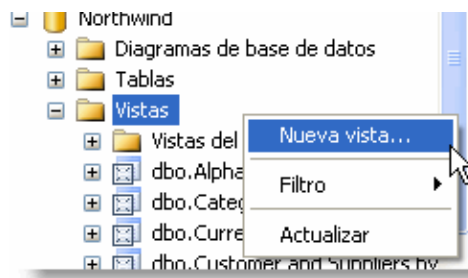 Northwind
Diagramas de base de datos
Tablas
Vistas
Vistas del
Nueva vista...
dbo.Alpha
Filtro
dbo.Categ
dbo.Curre
Actualizar
dbo.Customer and Suppliers by